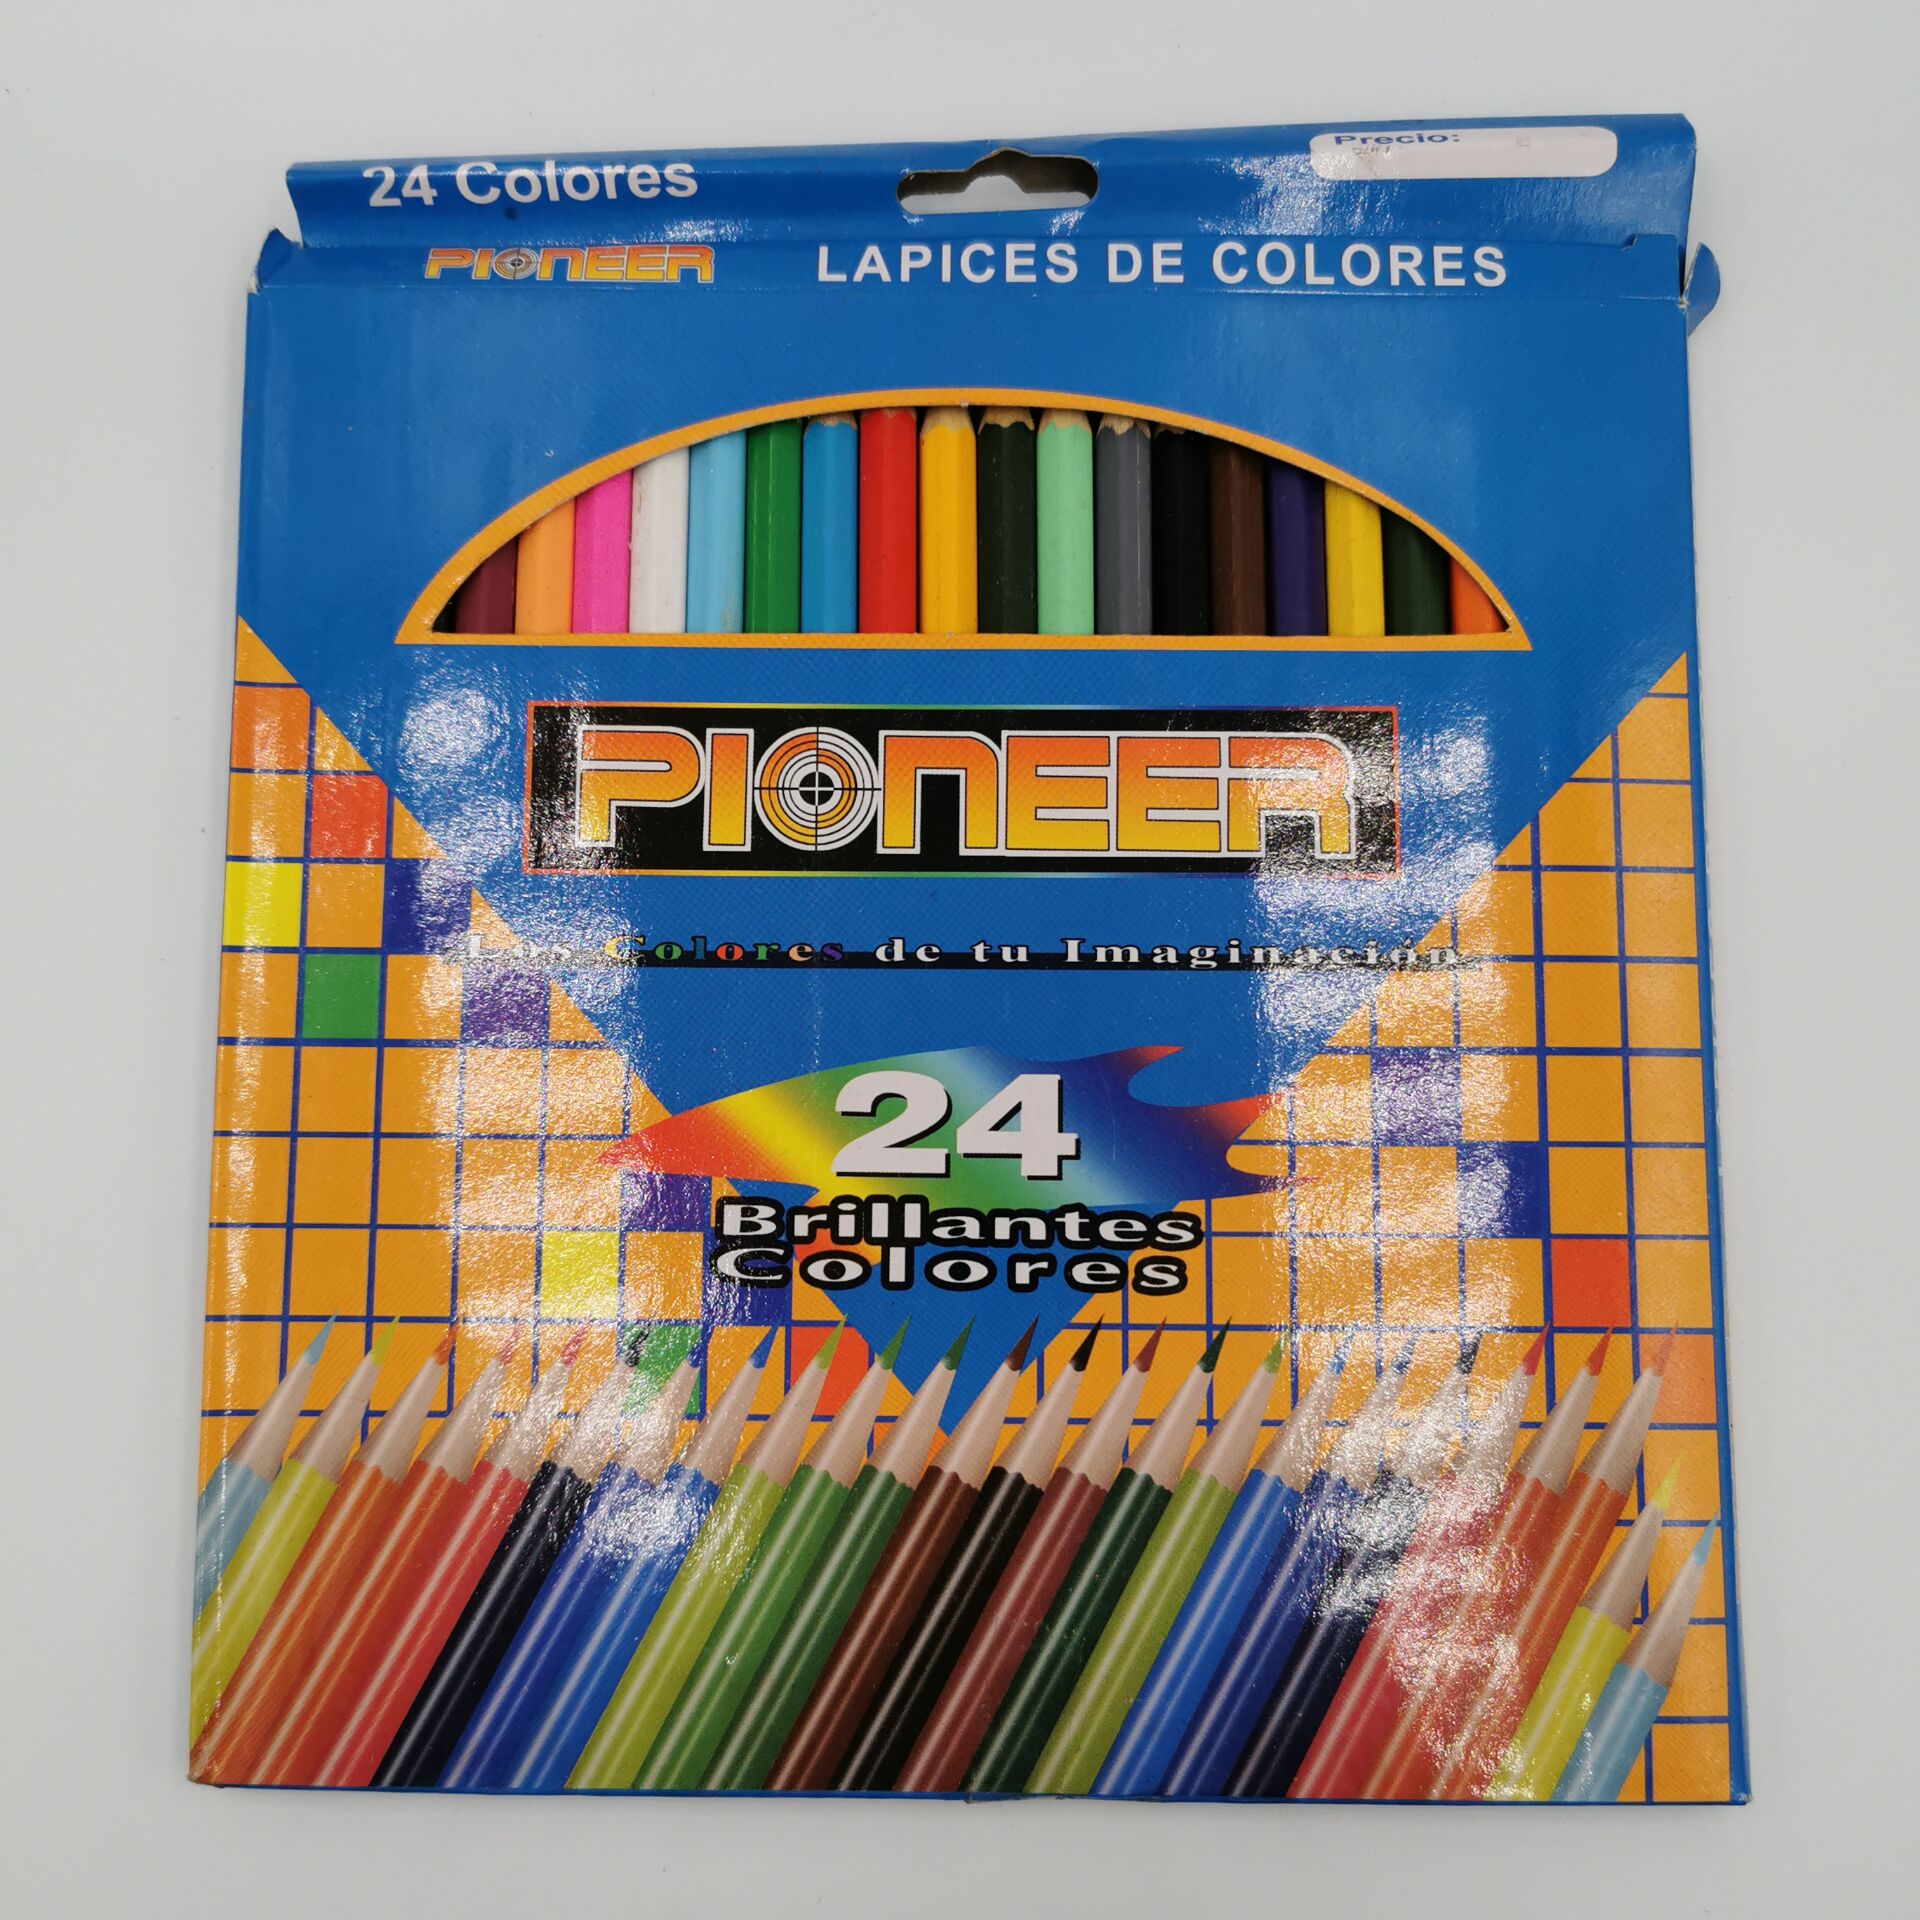 24 Colores
Precio:
PIONEER
LAPICES DE COLORES
PIONEER
Los Colores de tu Imaginación
24
Brillantes
Colores